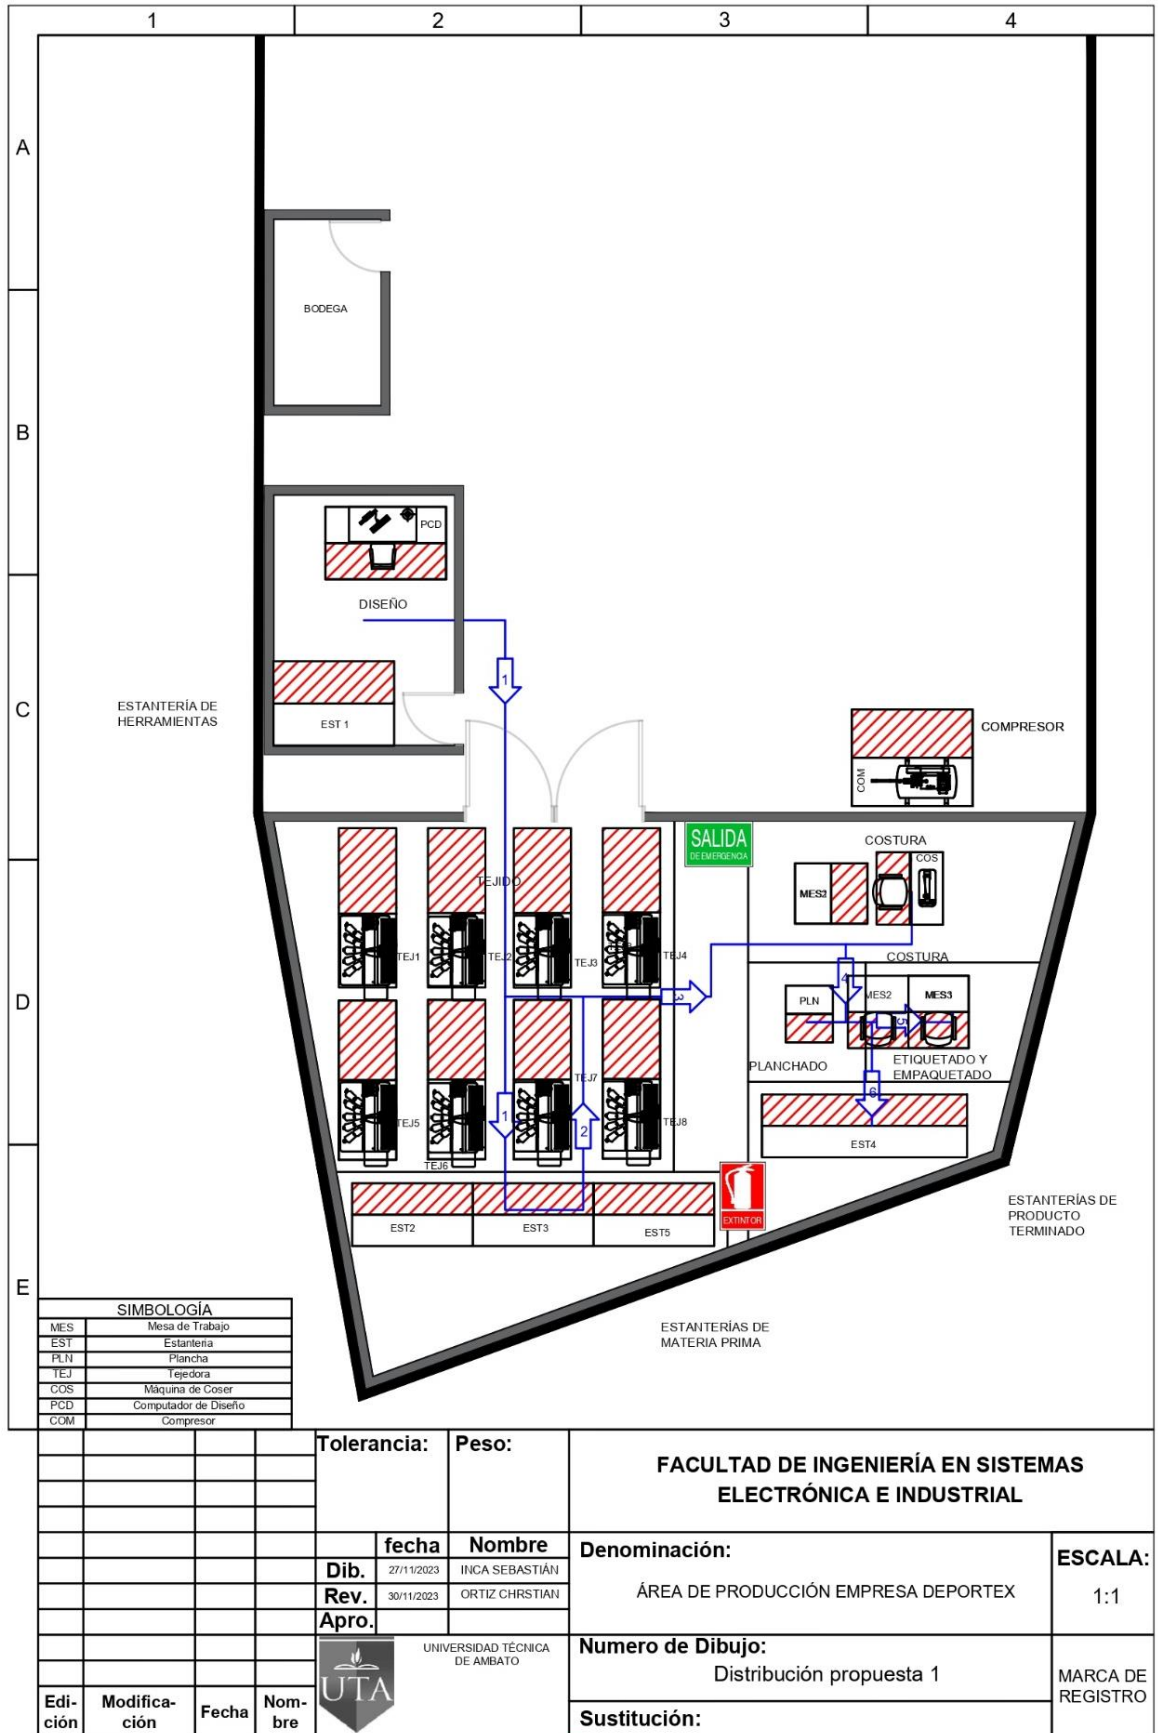 1 2 3 4
A
B
C
D
E
BODEGA
PCD
DISEÑO
1
ESTANTERÍA DE
HERRAMIENTAS
EST 1
COMPRESOR
COM
SALIDA
DE EMERGENCIA
COSTURA
COS
MES2
TEJIDO
TEJ1
TEJ2
TEJ3
TEJ4
COSTURA
3
4
PLN
MES2
MES3
5
PLANCHADO
ETIQUETADO Y
EMPAQUETADO
TEJ7
1
2
6
TEJ5
TEJ8
TEJ6
EST4
EST2
EST3
EST5
EXTINTOR
ESTANTERÍAS DE
PRODUCTO
TERMINADO
ESTANTERÍAS DE
MATERIA PRIMA
SIMBOLOGÍA
MES Mesa de Trabajo
EST Estanteria
PLN Plancha
TEJ Tejedora
COS Máquina de Coser
PCD Computador de Diseño
COM Compresor
Tolerancia: Peso:
FACULTAD DE INGENIERÍA EN SISTEMAS
ELECTRÓNICA E INDUSTRIAL
fecha Nombre
Dib. 27/11/2023 INCA SEBASTIÁN
Rev. 30/11/2023 ORTIZ CHRSTIAN
Apro.
Denominación:
ÁREA DE PRODUCCIÓN EMPRESA DEPORTEX
ESCALA:
1:1
UTA
UNIVERSIDAD TÉCNICA
DE AMBATO
Numero de Dibujo:
Distribución propuesta 1
MARCA DE
REGISTRO
Edi-
ción
Modifica-
ción
Fecha
Nom-
bre
Sustitución: